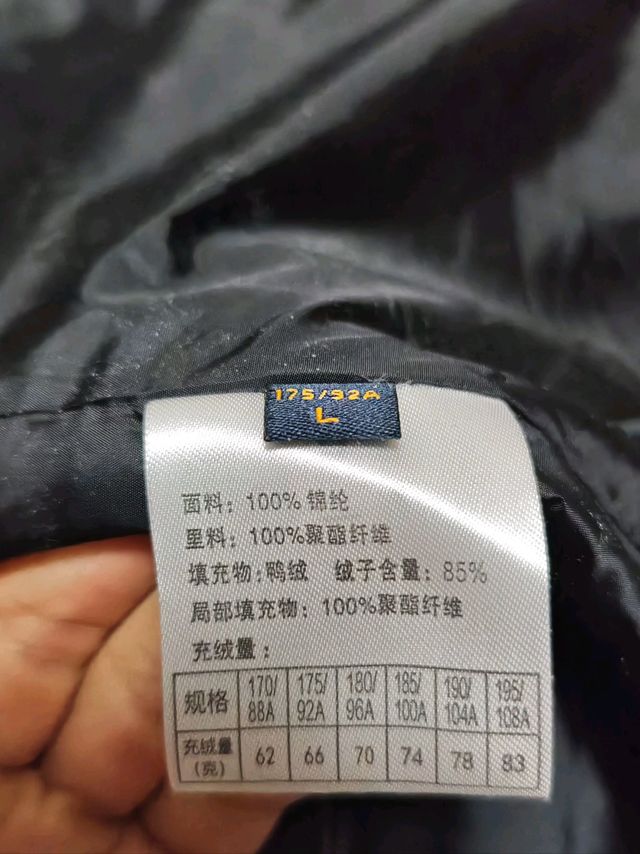 175/92A
L
面料：100% 锦纶
里料：100%聚酯纤维
填充物：鸭绒 绒子含量：85%
局部填充物：100%聚酯纤维
充绒量：
规格 170/88A 175/92A 180/96A 185/100A 190/104A 195/108A
充绒量（克） 62 66 70 74 78 83